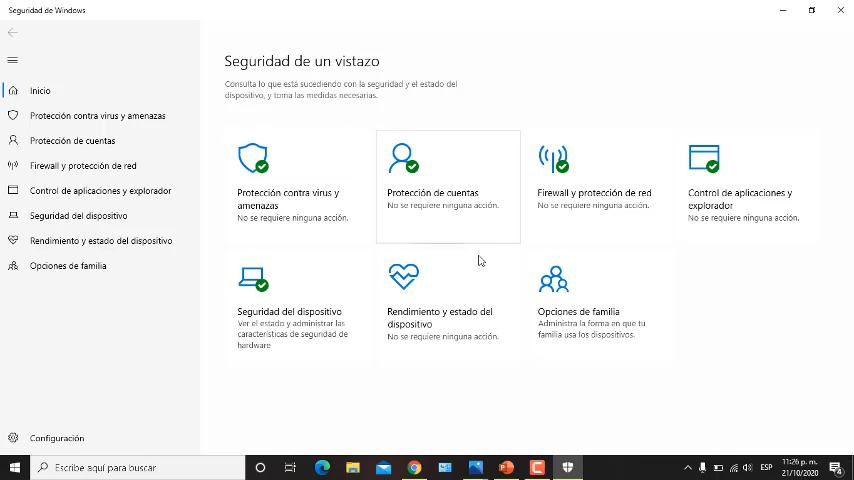 Seguridad de Windows
Inicio
Protección contra virus y amenazas
Protección de cuentas
Firewall y protección de red
Control de aplicaciones y explorador
Seguridad del dispositivo
Rendimiento y estado del dispositivo
Opciones de familia
Configuración
Seguridad de un vistazo
Consulta lo que está sucediendo con la seguridad y el estado del
dispositivo, y toma las medidas necesarias.
Protección contra virus y
amenazas
No se requiere ninguna acción.
Protección de cuentas
No se requiere ninguna acción.
Firewall y protección de red
No se requiere ninguna acción.
Control de aplicaciones y
explorador
No se requiere ninguna acción.
Seguridad del dispositivo
Ver el estado y administrar las
características de seguridad de
hardware
Rendimiento y estado del
dispositivo
No se requiere ninguna acción.
Opciones de familia
Administra la forma en que tu
familia usa los dispositivos.
Escribe aquí para buscar
ESP
11:26 p. m.
21/10/2020
4